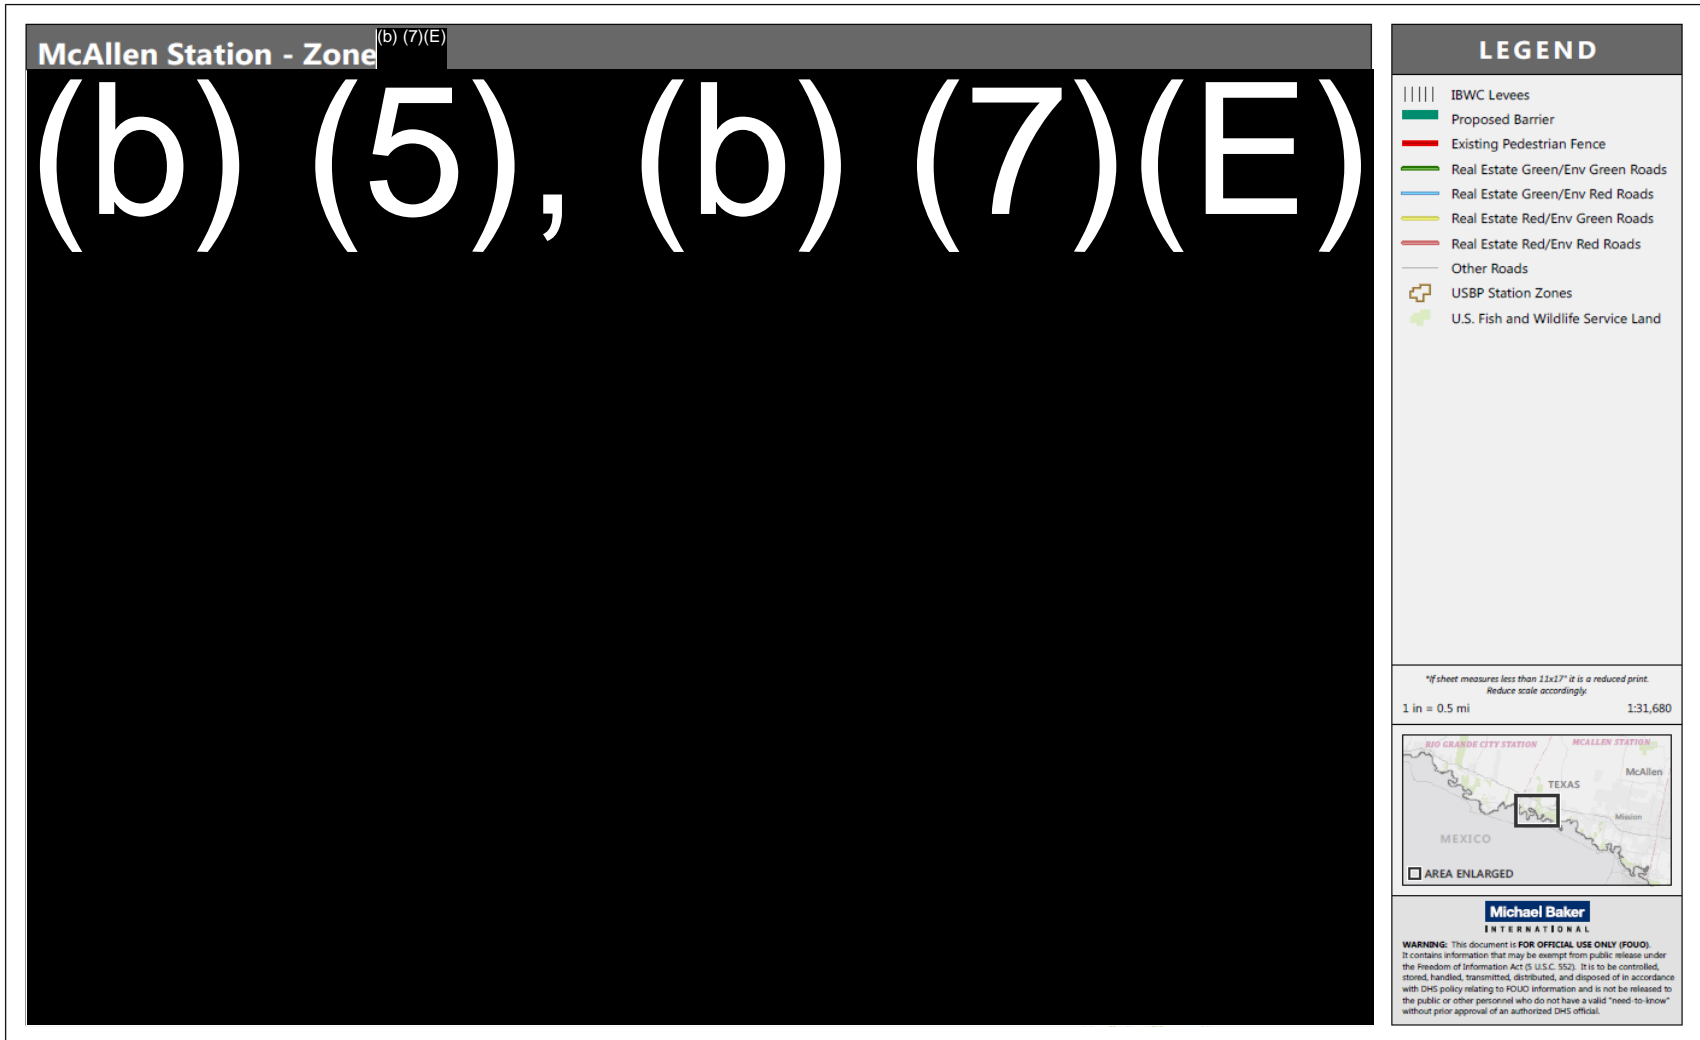 McAllen Station - Zone (b) (7)(E)
(b) (5), (b) (7)(E)
LEGEND
IBWC Levees
Proposed Barrier
Existing Pedestrian Fence
Real Estate Green/Env Green Roads
Real Estate Green/Env Red Roads
Real Estate Red/Env Green Roads
Real Estate Red/Env Red Roads
Other Roads
USBP Station Zones
U.S. Fish and Wildlife Service Land
*If sheet measures less than 11x17" it is a reduced print.
Reduce scale accordingly.
1 in = 0.5 mi 1:31,680
RIO GRANDE CITY STATION MCALLEN STATION
McAllen
TEXAS
Mission
MEXICO
AREA ENLARGED
Michael Baker
INTERNATIONAL
WARNING: This document is FOR OFFICIAL USE ONLY (FOUO).
It contains information that may be exempt from public release under
the Freedom of Information Act (5 U.S.C. 552). It is to be controlled,
stored, handled, transmitted, distributed, and disposed of in accordance
with DHS policy relating to FOUO information and is not be released to
the public or other personnel who do not have a valid "need-to-know"
without prior approval of an authorized DHS official.